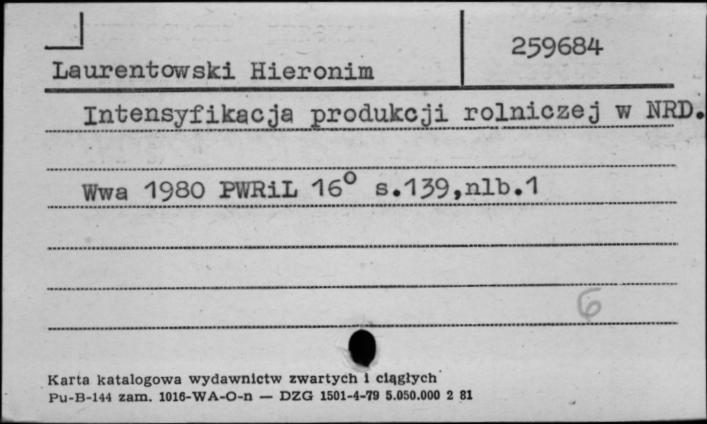 259684
Laurentowski Hieronim
Intensyfikacja produkcji rolniczej w NRD.
Wwa 1980 PWRiL 16° s.139,nlb.1
6
Karta katalogowa wydawnictw zwartych i ciągłych
Pu-B-144 zam. 1016-WA-O-n — DZG 1501-4-79 5.050.000 2 81